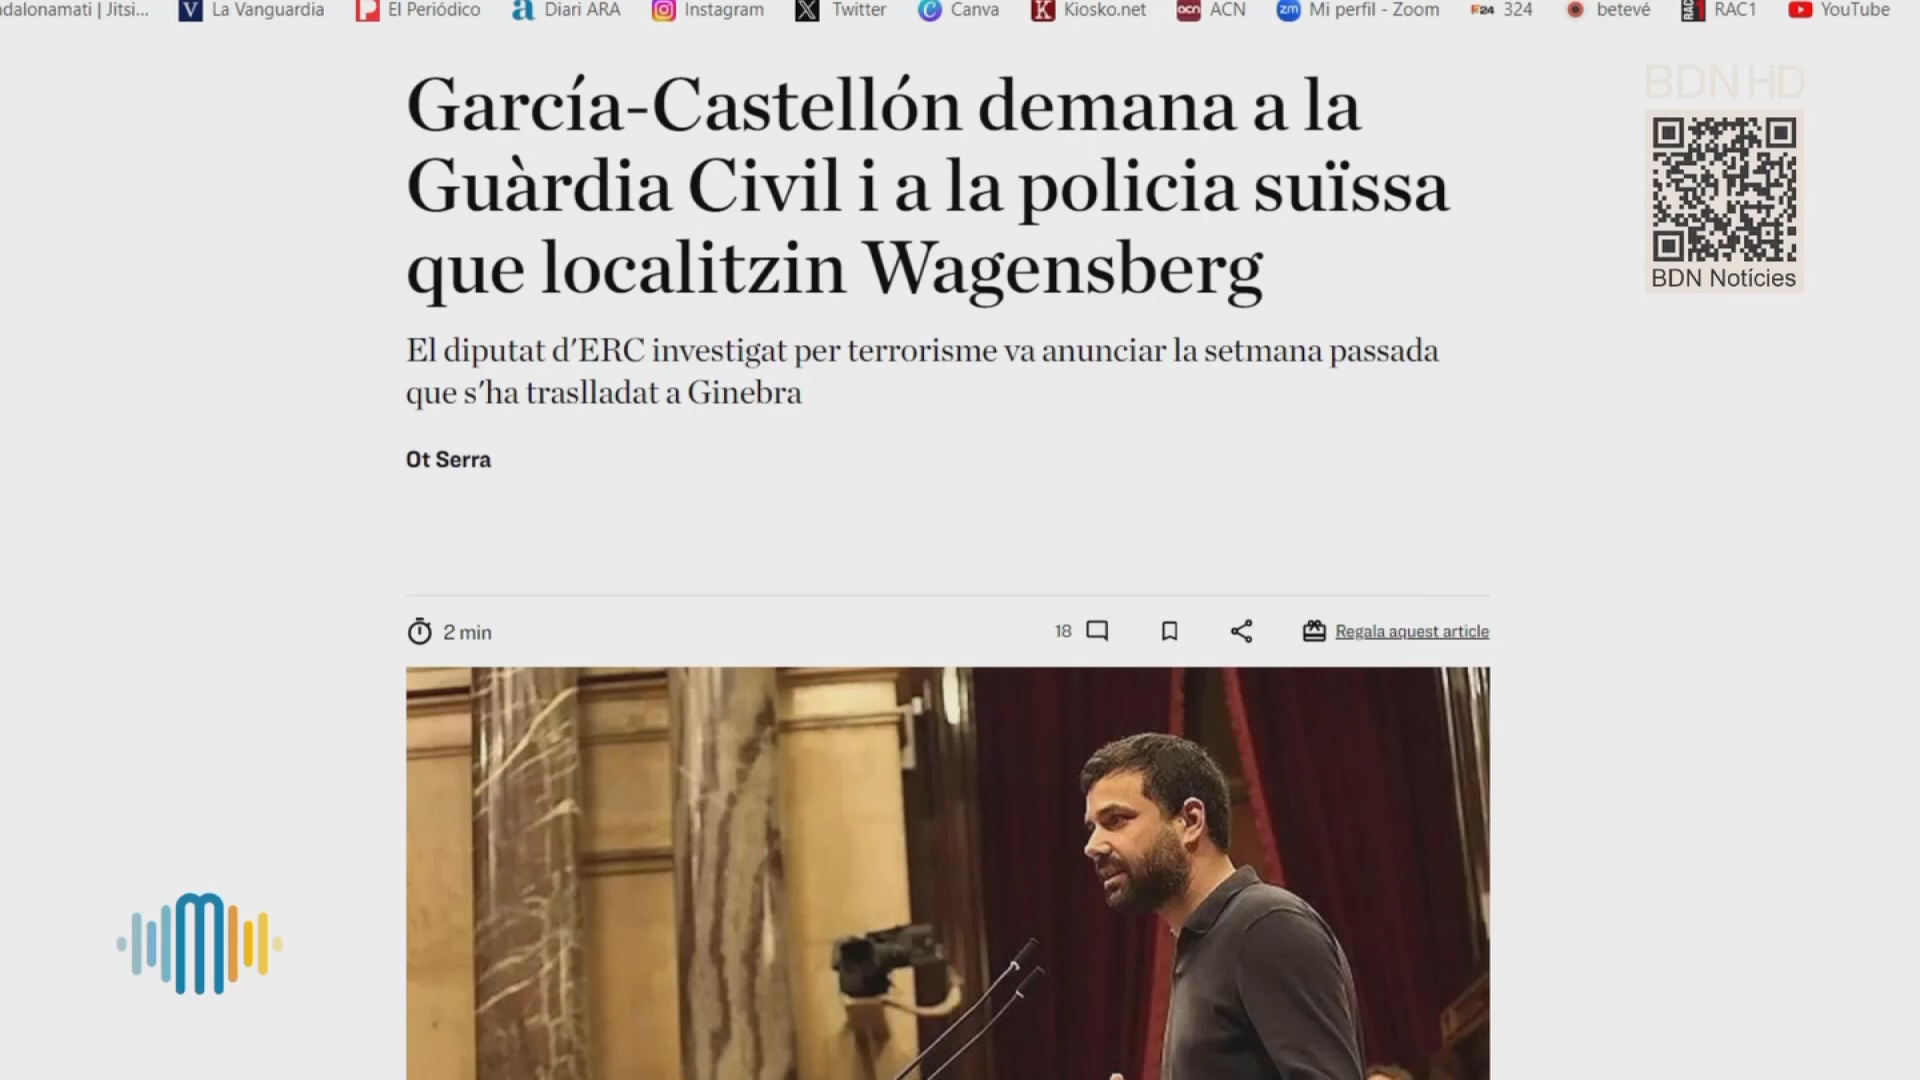 dalonamati | Jitsi...
La Vanguardia
El Periódico
Diari ARA
Instagram
Twitter
Canva
Kiosko.net
ACN
Mi perfil - Zoom
324
betevé
RAC1
YouTube
BDN HD
García-Castellón demana a la
Guàrdia Civil i a la policia suïssa
que localitzin Wagensberg
BDN Notícies
El diputat d'ERC investigat per terrorisme va anunciar la setmana passada
que s'ha traslladat a Ginebra
Ot Serra
2 min
18
Regala aquest article